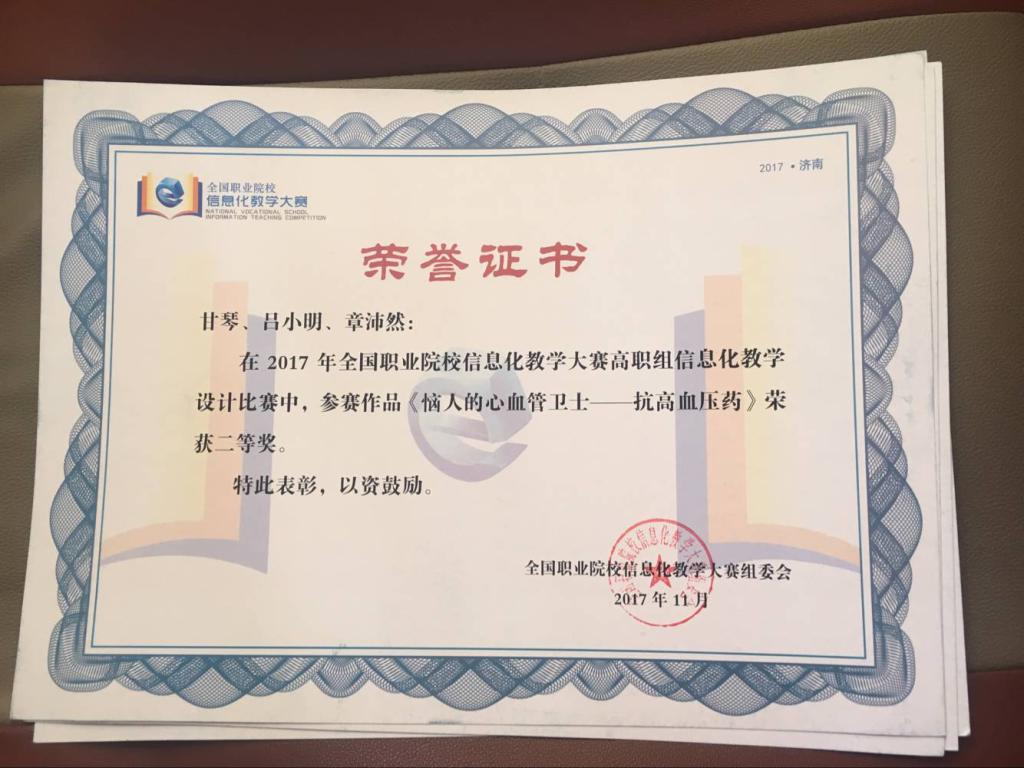 2017·济南
全国职业院校
信息化教学大赛
NATIONAL VOCATIONAL SCHOOL
INFORMATION TEACHING COMPETITION
荣誉证书
甘琴、吕小明、章沛然：
在 2017 年全国职业院校信息化教学大赛高职组信息化教学
设计比赛中，参赛作品《恼人的心血管卫士——抗高血压药》荣
获二等奖。
特此表彰，以资鼓励。
全国职业院校信息化教学大赛组委会
2017 年 11 月